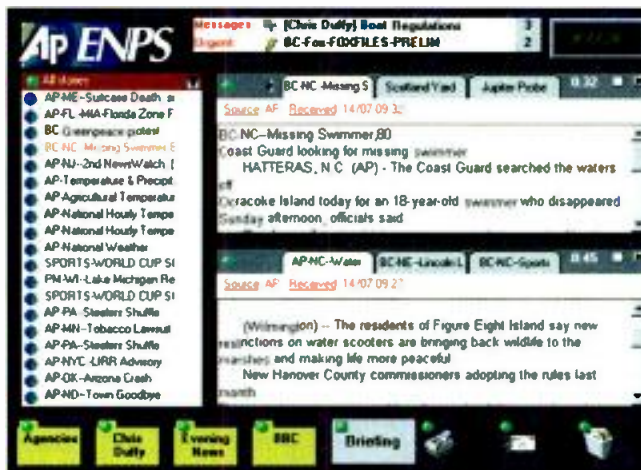 AP ENPS
Messages [Chris Duffy] Boat Regulations 3
Urgent BC-Fox-FOXFILES-PRELIM 2
All stories
AP-ME--Suitcase Death
AP-FL-MIA-Florida Zone F
BC Greenpeace protest
BC-NC--Missing Swimmer 8
AP-NJ--2nd NewsWatch
AP-Temperature & Precipit
AP-Agricultural Temperatur
AP-National Hourly Tempe
AP-National Hourly Tempe
AP-National Weather
SPORTS-WORLD CUP
PM-WI--Lake Michigan Re
SPORTS-WORLD CUP
AP-PA--Steelers Shuffle
AP-MN--Tobacco Lawsuit
AP-PA--Steelers Shuffle
AP-NYC-LIRR Advisory
AP-OK--Arizona Crash
AP-ND--Town Goodbye
BC-NC-Missing S Scotland Yard Jupiter Probe 0:32
Source AP Received 14/07 09:32
BC-NC--Missing Swimmer,80
Coast Guard looking for missing swimmer
HATTERAS, N.C. (AP) - The Coast Guard searched the waters
off
Ocracoke Island today for an 18-year-old swimmer who disappeared
Sunday afternoon, officials said
AP-NC--Water BC-NE--Lincoln L BC-NC-Sports 0:45
Source AP Received 14/07 09:27
(Wilmington) -- The residents of Figure Eight Island say new
restrictions on water scooters are bringing back wildlife to the
marshes and making life more peaceful
New Hanover County commissioners adopting the rules last
month
Agencies Chris Duffy Evening News BBC Briefing